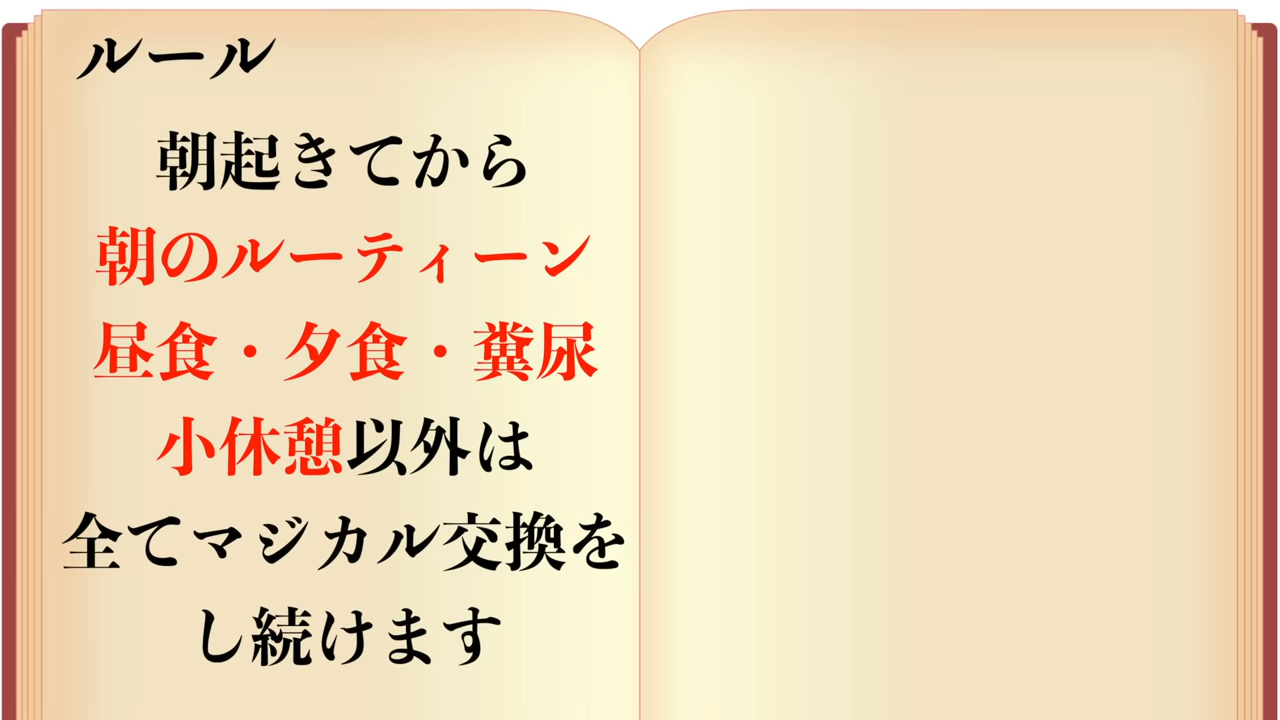 ルール
朝起きてから
朝のルーティーン
昼食・夕食・糞尿
小休憩以外は
全てマジカル交換を
し続けます